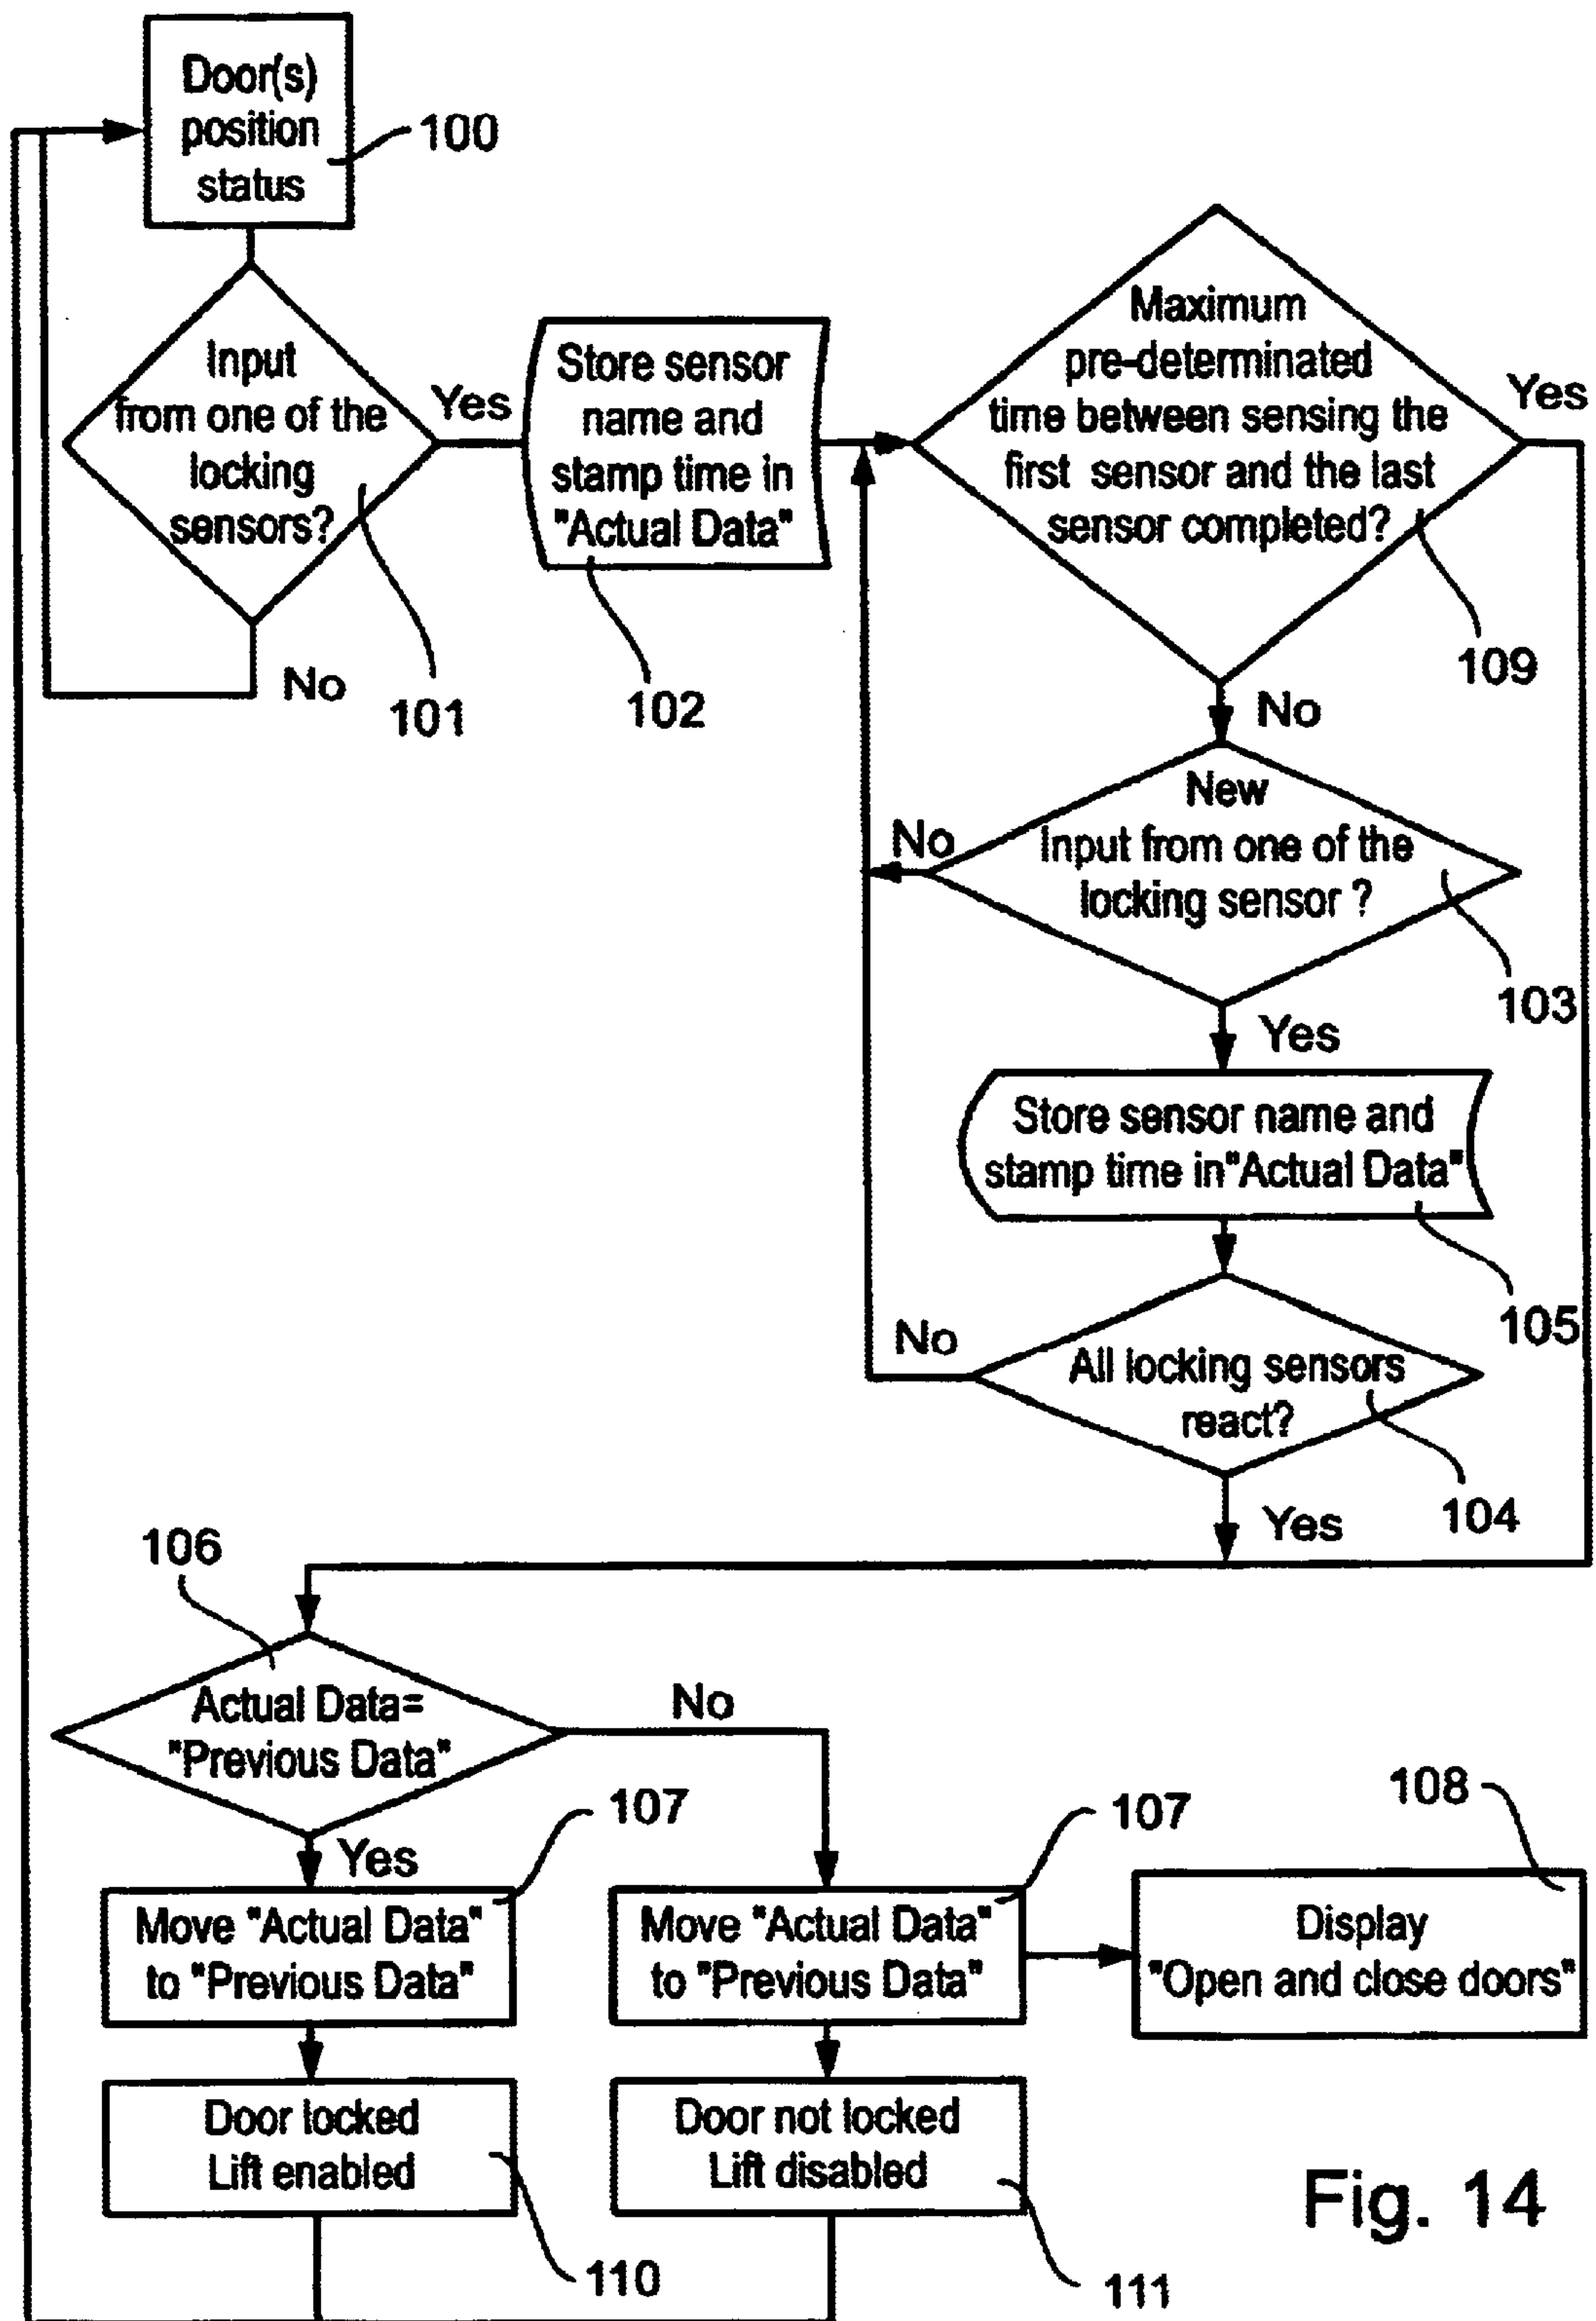 Door(s)
position
status
100
Input
from one of the
locking
sensors?
Yes
No
101
Store sensor
name and
stamp time in
"Actual Data"
102
Maximum
pre-determinated
time between sensing the
first sensor and the last
sensor completed?
Yes
109
No
New
Input from one of the
locking sensor ?
No
103
Yes
Store sensor name and
stamp time in"Actual Data"
105
All locking sensors
react?
No
104
Yes
106
Actual Data=
"Previous Data"
No
Yes
107
Move "Actual Data"
to "Previous Data"
107
Move "Actual Data"
to "Previous Data"
108
Display
"Open and close doors"
Door locked
Lift enabled
110
Door not locked
Lift disabled
111
Fig. 14